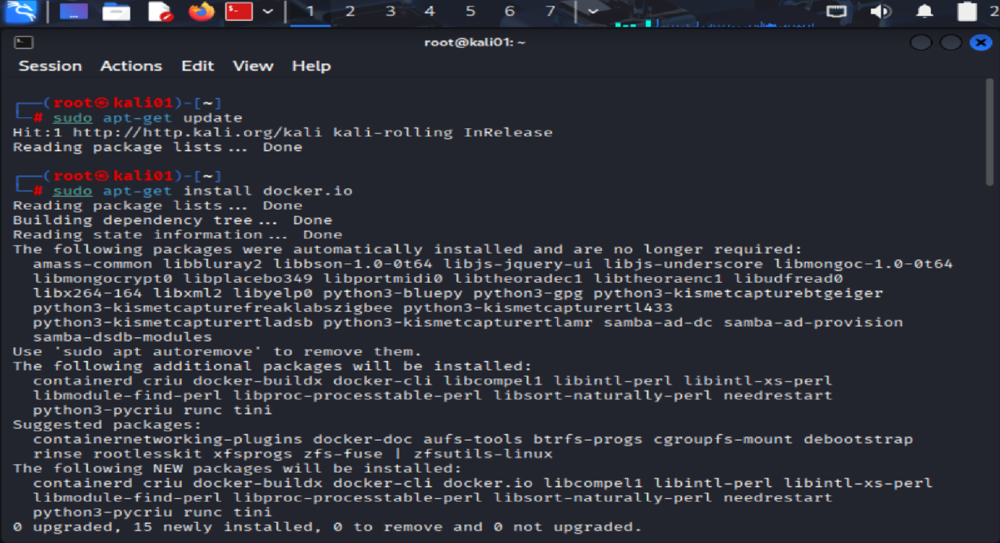 1 2 3 4 5 6 7
root@kali01: ~
Session Actions Edit View Help
┌──(root㉿kali01)-[~]
└─# sudo apt-get update
Hit:1 http://http.kali.org/kali kali-rolling InRelease
Reading package lists... Done
┌──(root㉿kali01)-[~]
└─# sudo apt-get install docker.io
Reading package lists... Done
Building dependency tree... Done
Reading state information... Done
The following packages were automatically installed and are no longer required:
amass-common libbluray2 libbson-1.0-0t64 libjs-jquery-ui libjs-underscore libmongoc-1.0-0t64
libmongocrypt0 libplacebo349 libportmidi0 libtheoradec1 libtheoraenc1 libudfread0
libx264-164 libxml2 libyelp0 python3-bluepy python3-gpg python3-kismetcapturebtgeiger
python3-kismetcapturefreaklabszigbee python3-kismetcapturertl433
python3-kismetcapturertladsb python3-kismetcapturertlamr samba-ad-dc samba-ad-provision
samba-dsdb-modules
Use 'sudo apt autoremove' to remove them.
The following additional packages will be installed:
containerd criu docker-buildx docker-cli libcompel1 libintl-perl libintl-xs-perl
libmodule-find-perl libproc-processtable-perl libsort-naturally-perl needrestart
python3-pycriu runc tini
Suggested packages:
containernetworking-plugins docker-doc aufs-tools btrfs-progs cgroupfs-mount debootstrap
rinse rootlesskit xfsprogs zfs-fuse | zfsutils-linux
The following NEW packages will be installed:
containerd criu docker-buildx docker-cli docker.io libcompel1 libintl-perl libintl-xs-perl
libmodule-find-perl libproc-processtable-perl libsort-naturally-perl needrestart
python3-pycriu runc tini
0 upgraded, 15 newly installed, 0 to remove and 0 not upgraded.